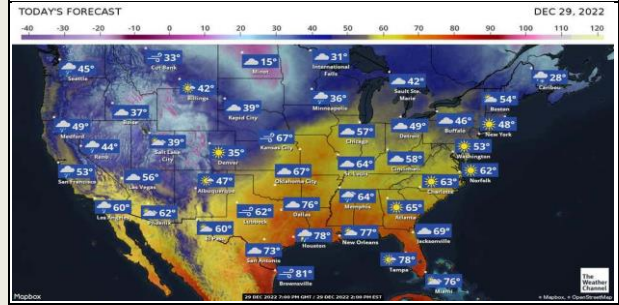 TODAY'S FORECAST
DEC 29, 2022
-40 -30 -20 -10 0 10 20 30 40 50 60 70 80 90 100 110 120
45°
Seattle
33°
Cut Bank
15°
Minot
31°
International
Falls
28°
Caribou
42°
Billings
42°
Sault Ste.
Marie
37°
Boise
39°
Rapid City
36°
Minneapolis
54°
Boston
49°
Medford
46°
Buffalo
48°
New York
44°
Reno
39°
Salt Lake
City
35°
Denver
67°
Kansas City
57°
Chicago
49°
Detroit
53°
Washington
53°
San Francisco
56°
Las Vegas
47°
Albuquerque
67°
Oklahoma City
64°
St. Louis
58°
Cincinnati
62°
Norfolk
63°
Charlotte
60°
Los Angeles
62°
Phoenix
60°
El Paso
62°
Lubbock
76°
Dallas
64°
Memphis
65°
Atlanta
73°
San Antonio
78°
Houston
77°
New Orleans
69°
Jacksonville
81°
Brownsville
78°
Tampa
76°
Miami
The
Weather
Channel
Mapbox
29 DEC 2022 7:00 PM GMT / 29 DEC 2022 2:00 PM EST
© Mapbox, © OpenStreetMap